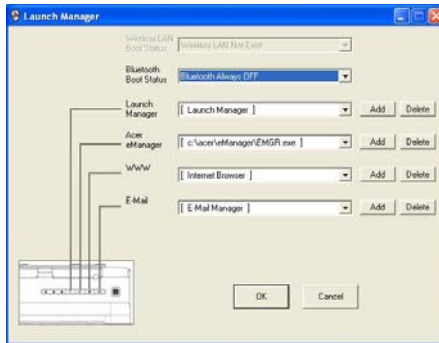 Launch Manager
Wireless LAN
Boot Status
Wireless LAN Not Exist
Bluetooth
Boot Status
Bluetooth Always OFF
Launch
Manager
[ Launch Manager ]
Add
Delete
Acer
eManager
[ c:\acer\eManager\EMGR.exe ]
Add
Delete
WWW
[ Internet Browser ]
Add
Delete
E-Mail
[ E-Mail Manager ]
Add
Delete
OK
Cancel